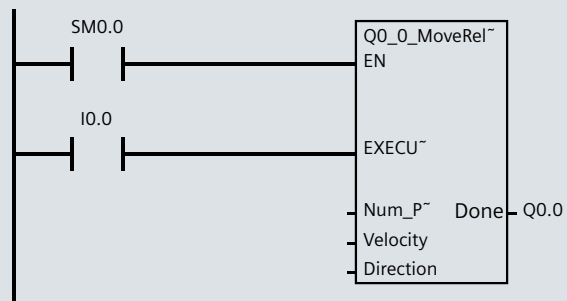 SM0.0
Q0_0_MoveRel~
EN
I0.0
EXECU~
Num_P~ Done Q0.0
Velocity
Direction